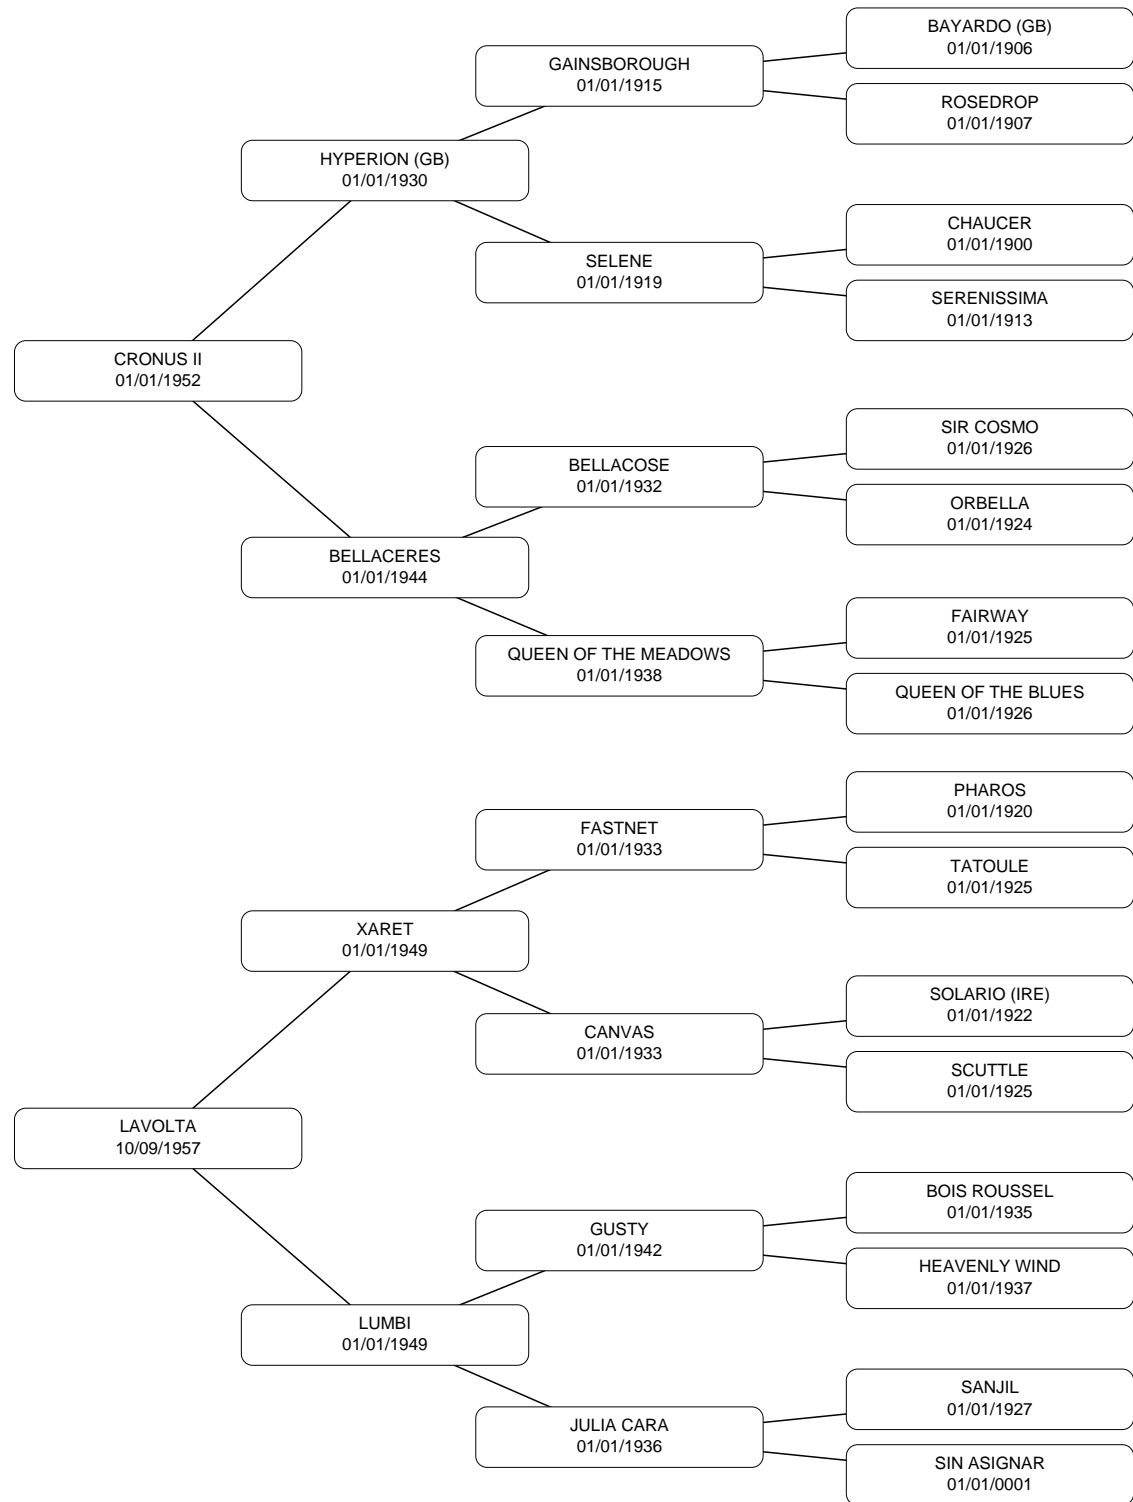 BAYARDO (GB)
01/01/1906
GAINSBOROUGH
01/01/1915
ROSEDROP
01/01/1907
HYPERION (GB)
01/01/1930
CHAUCER
01/01/1900
SELENE
01/01/1919
SERENISSIMA
01/01/1913
CRONUS II
01/01/1952
SIR COSMO
01/01/1926
BELLACOSE
01/01/1932
ORBELLA
01/01/1924
BELLACERES
01/01/1944
FAIRWAY
01/01/1925
QUEEN OF THE MEADOWS
01/01/1938
QUEEN OF THE BLUES
01/01/1926
PHAROS
01/01/1920
FASTNET
01/01/1933
TATOULE
01/01/1925
XARET
01/01/1949
SOLARIO (IRE)
01/01/1922
CANVAS
01/01/1933
SCUTTLE
01/01/1925
LAVOLTA
10/09/1957
BOIS ROUSSEL
01/01/1935
GUSTY
01/01/1942
HEAVENLY WIND
01/01/1937
LUMBI
01/01/1949
SANJIL
01/01/1927
JULIA CARA
01/01/1936
SIN ASIGNAR
01/01/0001